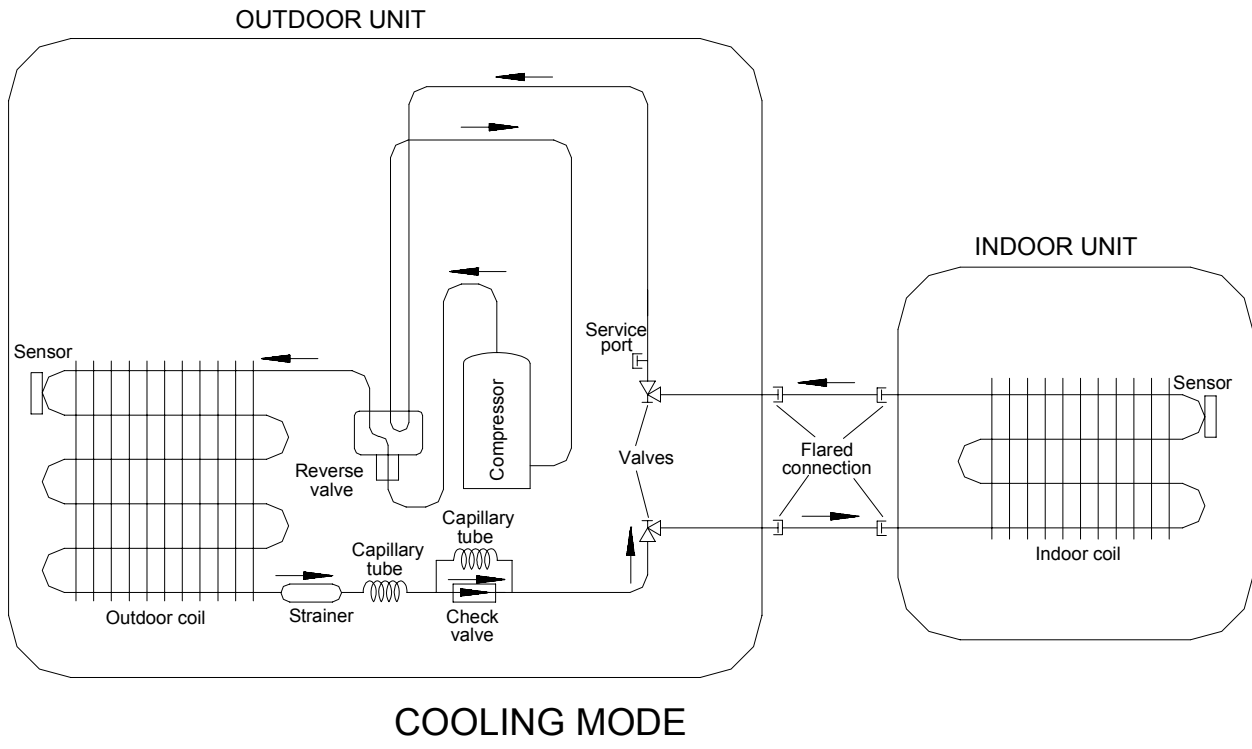 OUTDOOR UNIT
INDOOR UNIT
Service
port
Sensor
Sensor
Compressor
Reverse
valve
Valves
Flared
connection
Capillary
tube
Capillary
tube
Indoor coil
Outdoor coil
Strainer
Check
valve
COOLING MODE